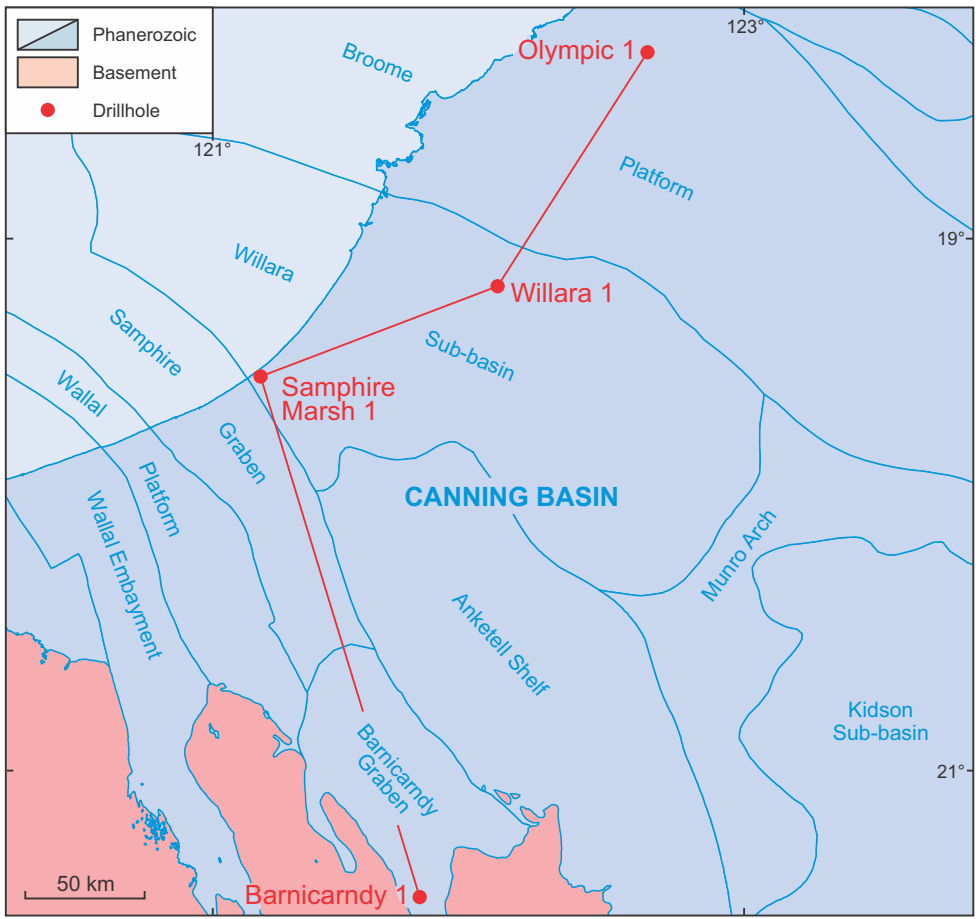 Phanerozoic
Basement
Drillhole
121°
123°
19°
21°
Broome
Platform
Olympic 1
Willara
Sub-basin
Willara 1
Samphire
Graben
Samphire
Marsh 1
Wallal
Platform
CANNING BASIN
Wallal Embayment
Munro Arch
Anketell Shelf
Kidson
Sub-basin
Barnicarndy
Graben
Barnicarndy 1
50 km